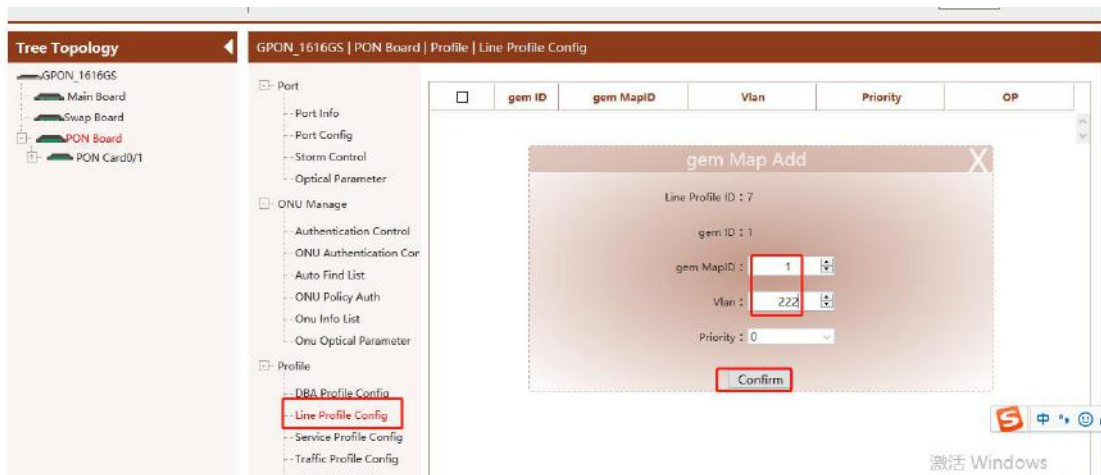 Tree Topology
GPON_1616GS | PON Board | Profile | Line Profile Config
GPON_1616GS
Main Board
Swap Board
PON Board
PON Card0/1
Port
Port Info
Port Config
Storm Control
Optical Parameter
ONU Manage
Authentication Control
ONU Authentication Cor
Auto Find List
ONU Policy Auth
Onu Info List
Onu Optical Parameter
Profile
DBA Profile Config
Line Profile Config
Service Profile Config
Traffic Profile Config
gem ID gem MapID Vlan Priority OP
gem Map Add X
Line Profile ID : 7
gem ID : 1
gem MapID : 1
Vlan : 222
Priority : 0
Confirm
S 中
激活 Windows